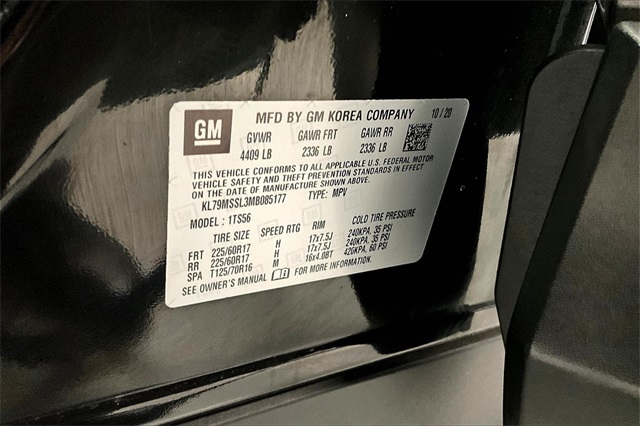 GM
MFD BY GM KOREA COMPANY 10/20
GVWR GAWR FRT GAWR RR
4409 LB 2336 LB 2336 LB
THIS VEHICLE CONFORMS TO ALL APPLICABLE U.S. FEDERAL MOTOR
VEHICLE SAFETY AND THEFT PREVENTION STANDARDS IN EFFECT
ON THE DATE OF MANUFACTURE SHOWN ABOVE.
KL79MSSL3MB085177 TYPE: MPV
MODEL: 1TS56
TIRE SIZE SPEED RTG RIM COLD TIRE PRESSURE
FRT 225/60R17 H 17x7.5J 240KPA, 35 PSI
RR 225/60R17 H 17x7.5J 240KPA, 35 PSI
SPA T125/70R16 M 16x4.0BT 420KPA, 60 PSI
SEE OWNER'S MANUAL FOR MORE INFORMATION.